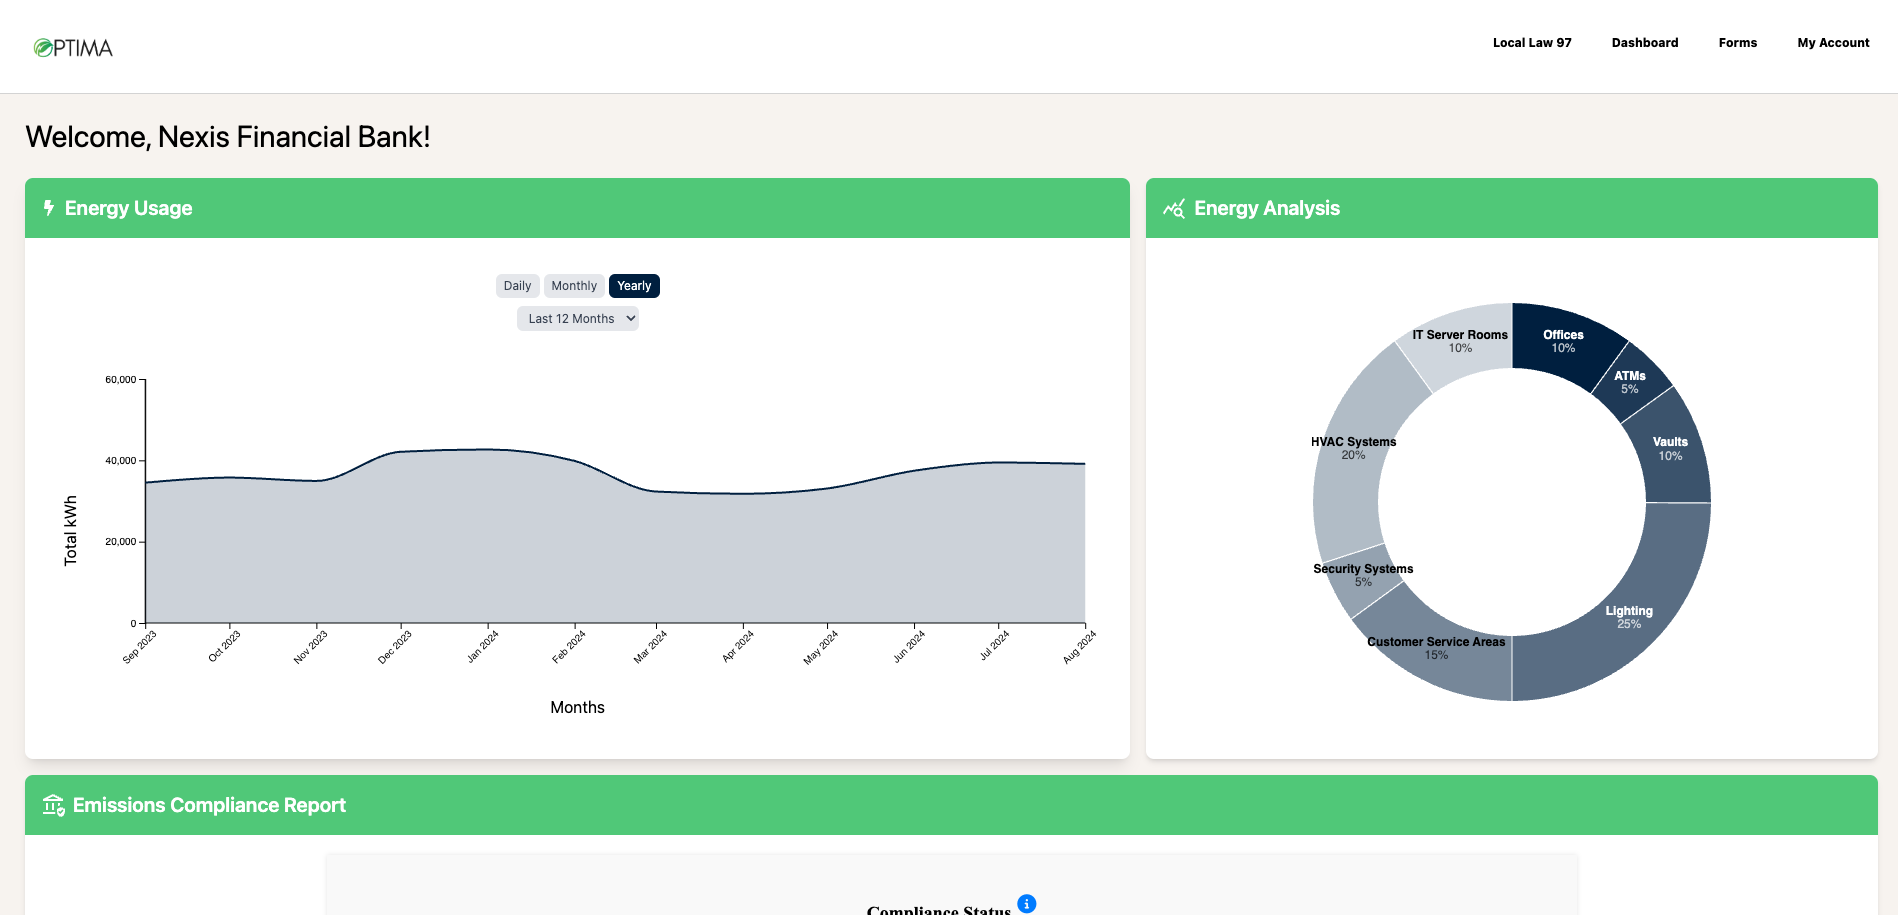 OPTIMA
Local Law 97
Dashboard
Forms
My Account
Welcome, Nexis Financial Bank!
Energy Usage
Daily
Monthly
Yearly
Last 12 Months
Total kWh
60,000
40,000
20,000
0
Sep 2023
Oct 2023
Nov 2023
Dec 2023
Jan 2024
Feb 2024
Mar 2024
Apr 2024
May 2024
Jun 2024
Jul 2024
Aug 2024
Months
Energy Analysis
Offices
10%
ATMs
5%
Vaults
10%
Lighting
25%
Customer Service Areas
15%
Security Systems
5%
HVAC Systems
20%
IT Server Rooms
10%
Emissions Compliance Report
Compliance Status